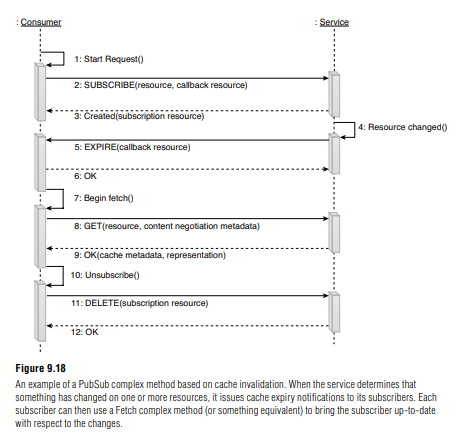 : Consumer
: Service
1: Start Request()
2: SUBSCRIBE(resource, callback resource)
3: Created(subscription resource)
4: Resource changed()
5: EXPIRE(callback resource)
6: OK
7: Begin fetch()
8: GET(resource, content negotiation metadata)
9: OK(cache metadata, representation)
10: Unsubscribe()
11: DELETE(subscription resource)
12: OK
Figure 9.18
An example of a PubSub complex method based on cache invalidation. When the service determines that
something has changed on one or more resources, it issues cache expiry notifications to its subscribers. Each
subscriber can then use a Fetch complex method (or something equivalent) to bring the subscriber up-to-date
with respect to the changes.